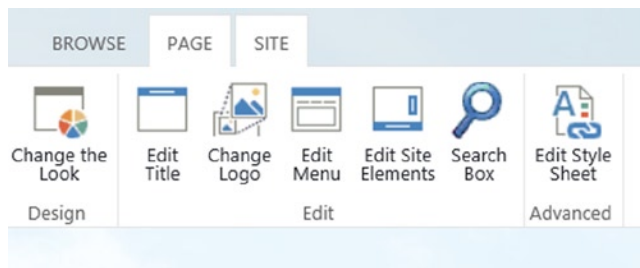 BROWSE PAGE SITE
Change the Look
Edit Title
Change Logo
Edit Menu
Edit Site Elements
Search Box
Edit Style Sheet
Design Edit Advanced